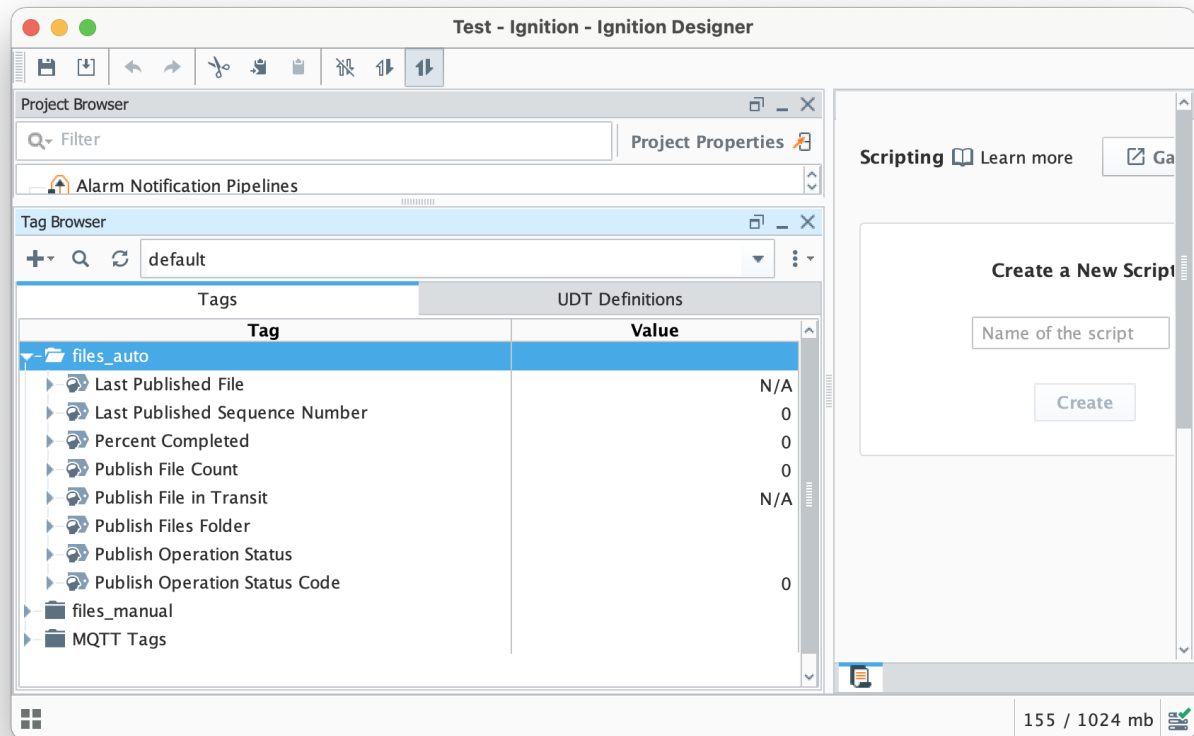 Test - Ignition - Ignition Designer
Project Browser
Filter
Project Properties
Alarm Notification Pipelines
Tag Browser
default
Tags UDT Definitions
Tag Value
files_auto
Last Published File N/A
Last Published Sequence Number 0
Percent Completed 0
Publish File Count 0
Publish File in Transit N/A
Publish Files Folder
Publish Operation Status
Publish Operation Status Code 0
files_manual
MQTT Tags
Scripting Learn more Ga
Create a New Script
Name of the script
Create
155 / 1024 mb